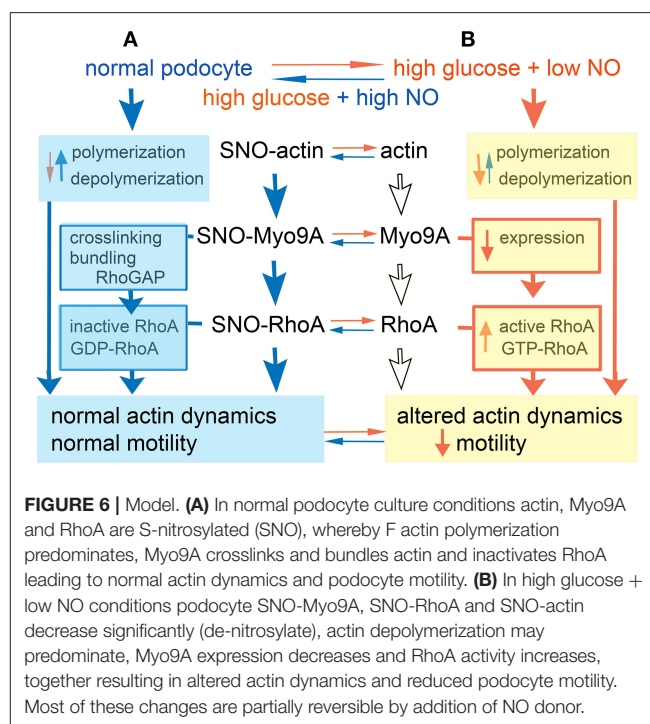 A
B
normal podocyte
high glucose + low NO
high glucose + high NO
polymerization
depolymerization
SNO-actin
actin
polymerization
depolymerization
crosslinking
bundling
RhoGAP
SNO-Myo9A
Myo9A
expression
inactive RhoA
GDP-RhoA
SNO-RhoA
RhoA
active RhoA
GTP-RhoA
normal actin dynamics
normal motility
altered actin dynamics
motility
FIGURE 6 | Model. (A) In normal podocyte culture conditions actin, Myo9A
and RhoA are S-nitrosylated (SNO), whereby F actin polymerization
predominates, Myo9A crosslinks and bundles actin and inactivates RhoA
leading to normal actin dynamics and podocyte motility. (B) In high glucose +
low NO conditions podocyte SNO-Myo9A, SNO-RhoA and SNO-actin
decrease significantly (de-nitrosylate), actin depolymerization may
predominate, Myo9A expression decreases and RhoA activity increases,
together resulting in altered actin dynamics and reduced podocyte motility.
Most of these changes are partially reversible by addition of NO donor.